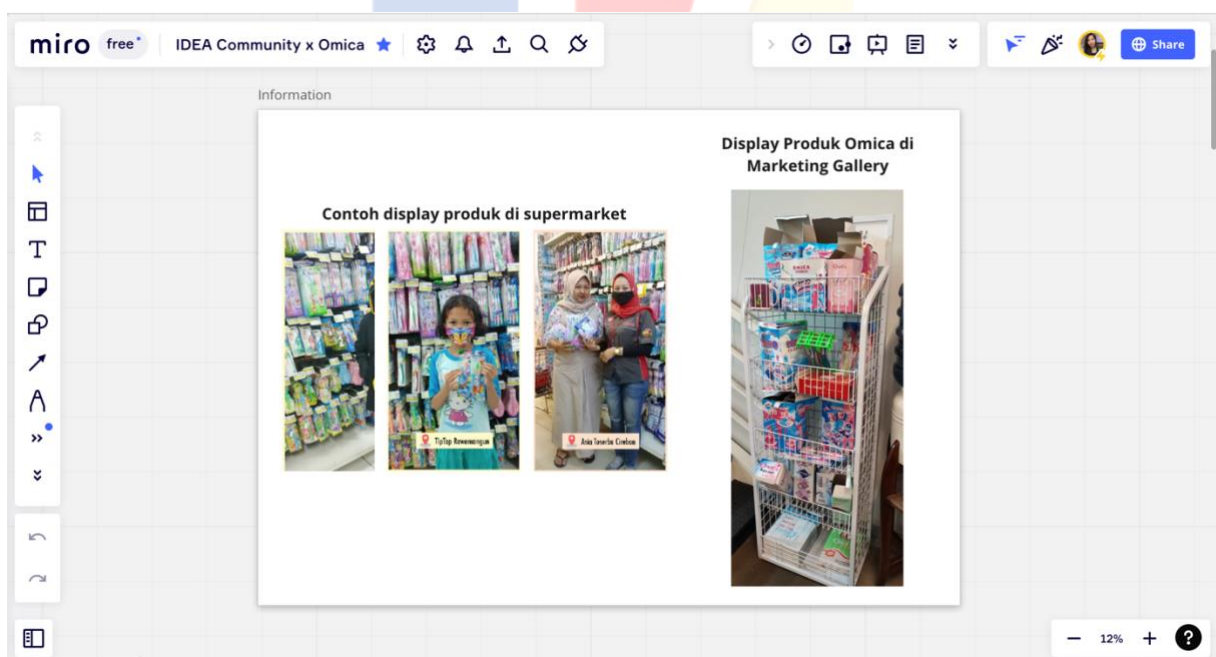 miro free
IDEA Community x Omica
Share
Information
Display Produk Omica di
Marketing Gallery
Contoh display produk di supermarket
TipTop Rawamangun
Asia Toserba Cirebon
12%